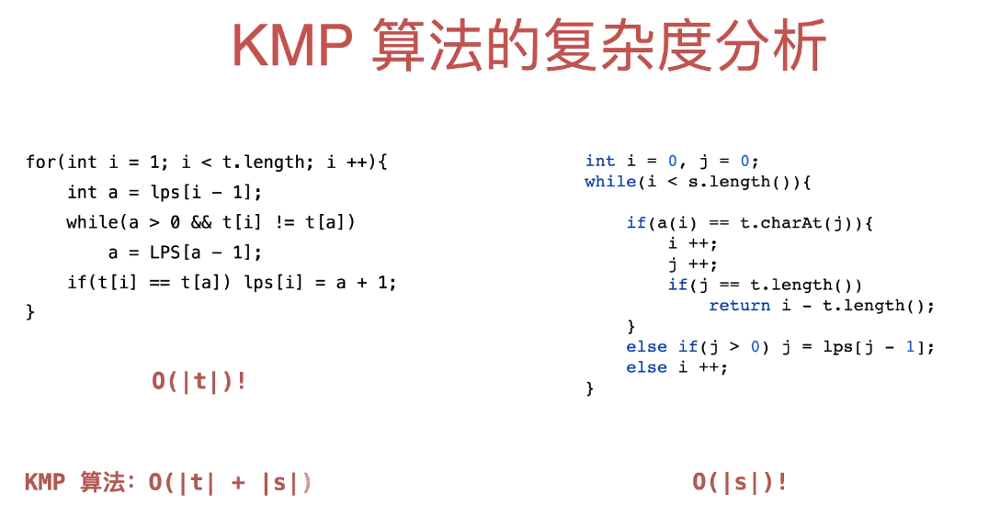 KMP 算法的复杂度分析
for(int i = 1; i < t.length; i ++){
int a = lps[i - 1];
while(a > 0 && t[i] != t[a])
a = LPS[a - 1];
if(t[i] == t[a]) lps[i] = a + 1;
}
O(|t|)!
int i = 0, j = 0;
while(i < s.length()){
if(a(i) == t.charAt(j)){
i ++;
j ++;
if(j == t.length())
return i - t.length();
}
else if(j > 0) j = lps[j - 1];
else i ++;
}
O(|s|)!
KMP 算法：O(|t| + |s|)